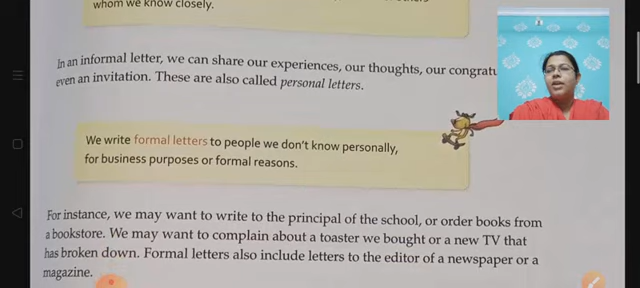 whom we know closely.
In an informal letter, we can share our experiences, our thoughts, our
even an invitation. These are also called personal letters.
We write formal letters to people we don't know personally,
for business purposes or formal reasons.
For instance, we may want to write to the principal of the school, or order books from
a bookstore. We may want to complain about a toaster we bought or a new TV that
has broken down. Formal letters also include letters to the editor of a newspaper or a
magazine.